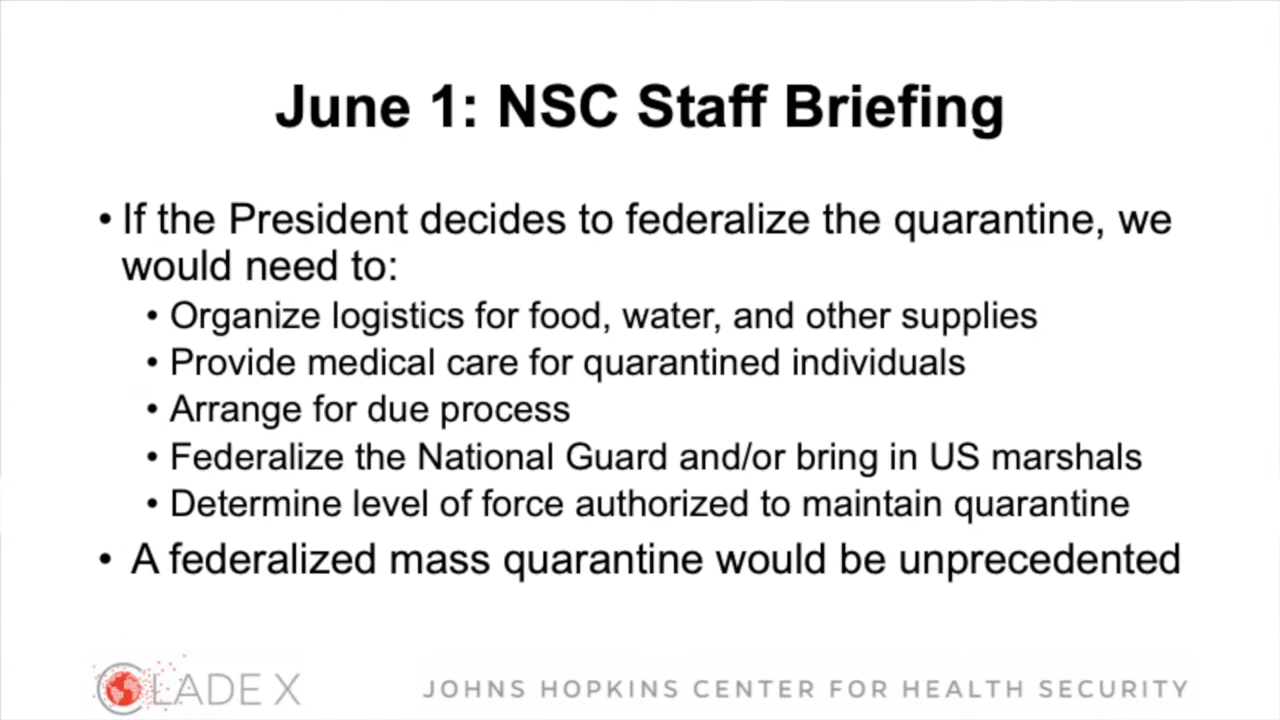 June 1: NSC Staff Briefing
• If the President decides to federalize the quarantine, we
would need to:
• Organize logistics for food, water, and other supplies
• Provide medical care for quarantined individuals
• Arrange for due process
• Federalize the National Guard and/or bring in US marshals
• Determine level of force authorized to maintain quarantine
• A federalized mass quarantine would be unprecedented
CLADE X
JOHNS HOPKINS CENTER FOR HEALTH SECURITY